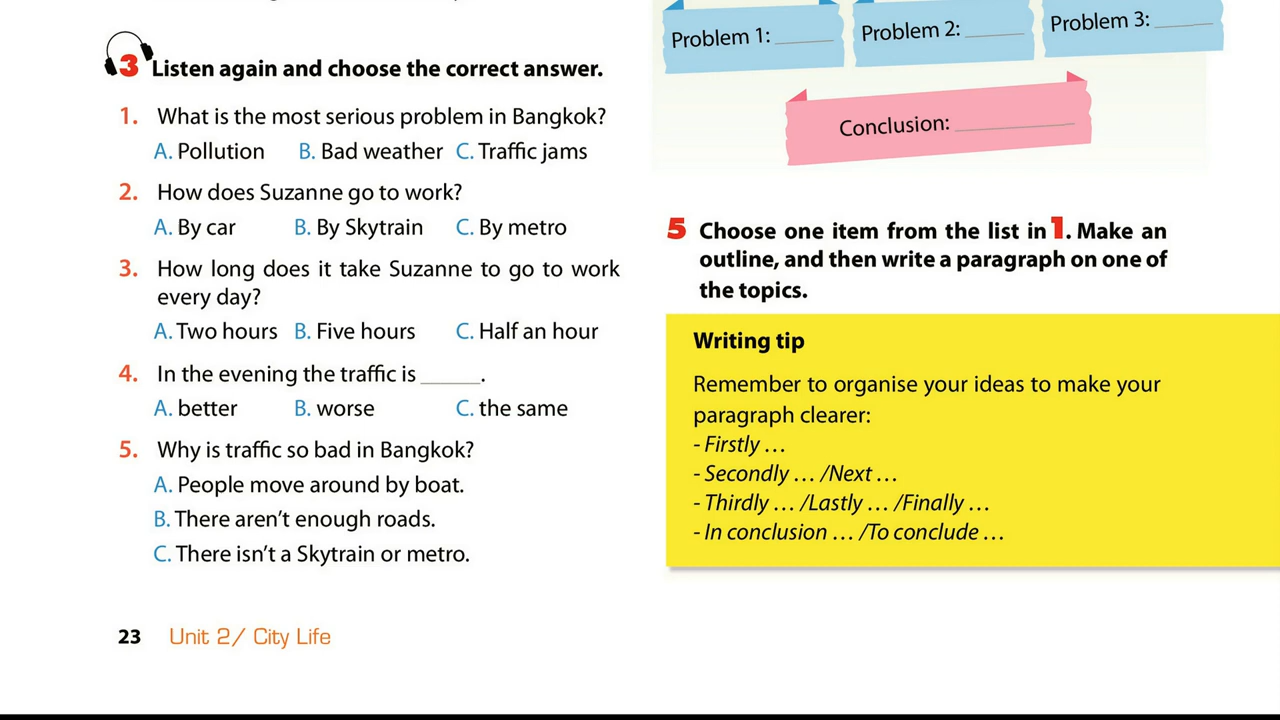 3 Listen again and choose the correct answer.
1. What is the most serious problem in Bangkok?
A. Pollution B. Bad weather C. Traffic jams
2. How does Suzanne go to work?
A. By car B. By Skytrain C. By metro
3. How long does it take Suzanne to go to work
every day?
A. Two hours B. Five hours C. Half an hour
4. In the evening the traffic is _____.
A. better B. worse C. the same
5. Why is traffic so bad in Bangkok?
A. People move around by boat.
B. There aren't enough roads.
C. There isn't a Skytrain or metro.
23 Unit 2/ City Life
Problem 1: _____ Problem 2: _____ Problem 3: _____
Conclusion: __________
5 Choose one item from the list in 1. Make an
outline, and then write a paragraph on one of
the topics.
Writing tip
Remember to organise your ideas to make your
paragraph clearer:
- Firstly …
- Secondly … /Next …
- Thirdly … /Lastly … /Finally …
- In conclusion … /To conclude …